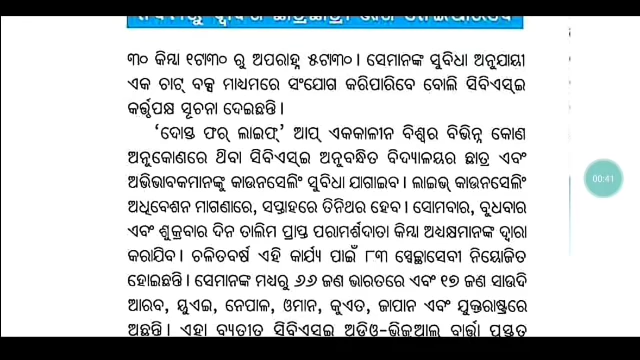 ୩୦ କିମ୍ବା ୧ଟା୩୦ ରୁ ଅପରାହ୍ନ ୫ଟା୩୦। ସେମାନଙ୍କ ସୁବିଧା ଅନୁଯାୟୀ
ଏକ ଚାଟ୍ ବକ୍ସ ମାଧ୍ୟମରେ ସଂଯୋଗ କରିପାରିବେ ବୋଲି ସିବିଏସ୍ଇ
କର୍ତ୍ତୃପକ୍ଷ ସୂଚନା ଦେଇଛନ୍ତି।
‘ଦୋସ୍ତ ଫର୍ ଲାଇଫ୍’ ଆପ୍ ଏକକାଳୀନ ବିଶ୍ୱର ବିଭିନ୍ନ କୋଣ
ଅନୁକୋଣରେ ଥିବା ସିବିଏସ୍ଇ ଅନୁବନ୍ଧିତ ବିଦ୍ୟାଳୟର ଛାତ୍ର ଏବଂ
ଅଭିଭାବକମାନଙ୍କୁ କାଉନସେଲିଂ ସୁବିଧା ଯୋଗାଇବ। ଲାଇଭ୍ କାଉନସେଲିଂ
ଅଧିବେଶନ ମାଗଣାରେ, ସପ୍ତାହରେ ତିନିଥର ହେବ। ସୋମବାର, ବୁଧବାର
ଏବଂ ଶୁକ୍ରବାର ଦିନ ତାଲିମ ପ୍ରାପ୍ତ ପରାମର୍ଶଦାତା କିମ୍ବା ଅଧ୍ୟକ୍ଷମାନଙ୍କ ଦ୍ୱାରା
କରାଯିବ। ଚଳିତବର୍ଷ ଏହି କାର୍ଯ୍ୟ ପାଇଁ ୮୩ ସ୍ୱେଚ୍ଛାସେବୀ ନିୟୋଜିତ
ହୋଇଛନ୍ତି। ସେମାନଙ୍କ ମଧ୍ୟରୁ ୬୬ ଜଣ ଭାରତରେ ଏବଂ ୧୭ ଜଣ ସାଉଦି
ଆରବ, ୟୁଏଇ, ନେପାଳ, ଓମାନ, କୁଏତ, ଜାପାନ ଏବଂ ଯୁକ୍ତରାଷ୍ଟ୍ରରେ
ଅଛନ୍ତି। ଏହା ବ୍ୟତୀତ ସିବିଏସ୍ଇ ଅଡିଓ-ଭିଜୁଆଲ୍ ବାର୍ତ୍ତା ପ୍ରସ୍ତୁତ
00:41